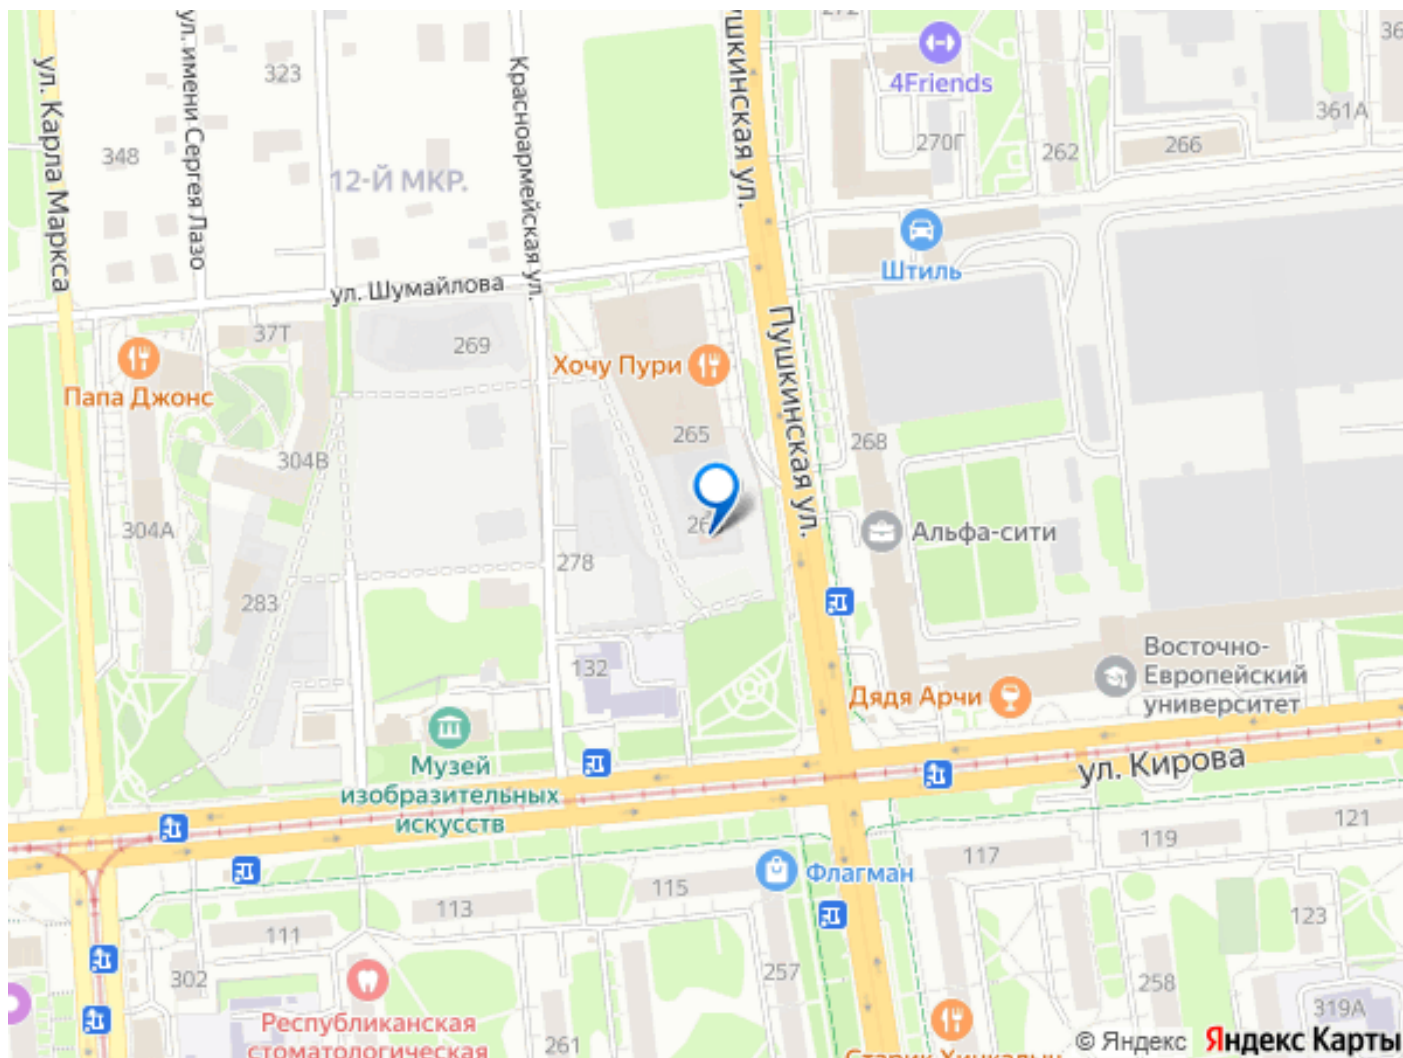 ул. Карла Маркса
ул. имени Сергея Лазо
323
348
12-Й МКР.
Красноармейская ул.
272
4Friends
270Г
262
266
361А
Штиль
ул. Шумайлова
37Т
269
Папа Джонс
Хочу Пури
265
Пушкинская ул.
268
304В
304А
278
283
Альфа-сити
132
Восточно-
Европейский
университет
Дядя Арчи
Музей
изобразительных
искусств
ул. Кирова
117
119
121
Флагман
115
113
111
123
302
257
258
319А
261
Республиканская
стоматологическая
Старик Хинкалыч
© Яндекс
Яндекс Карты